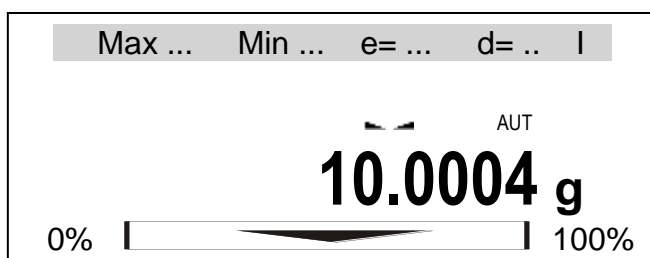 Max ... Min ... e= ... d= .. I
AUT
10.0004 g
0% 100%